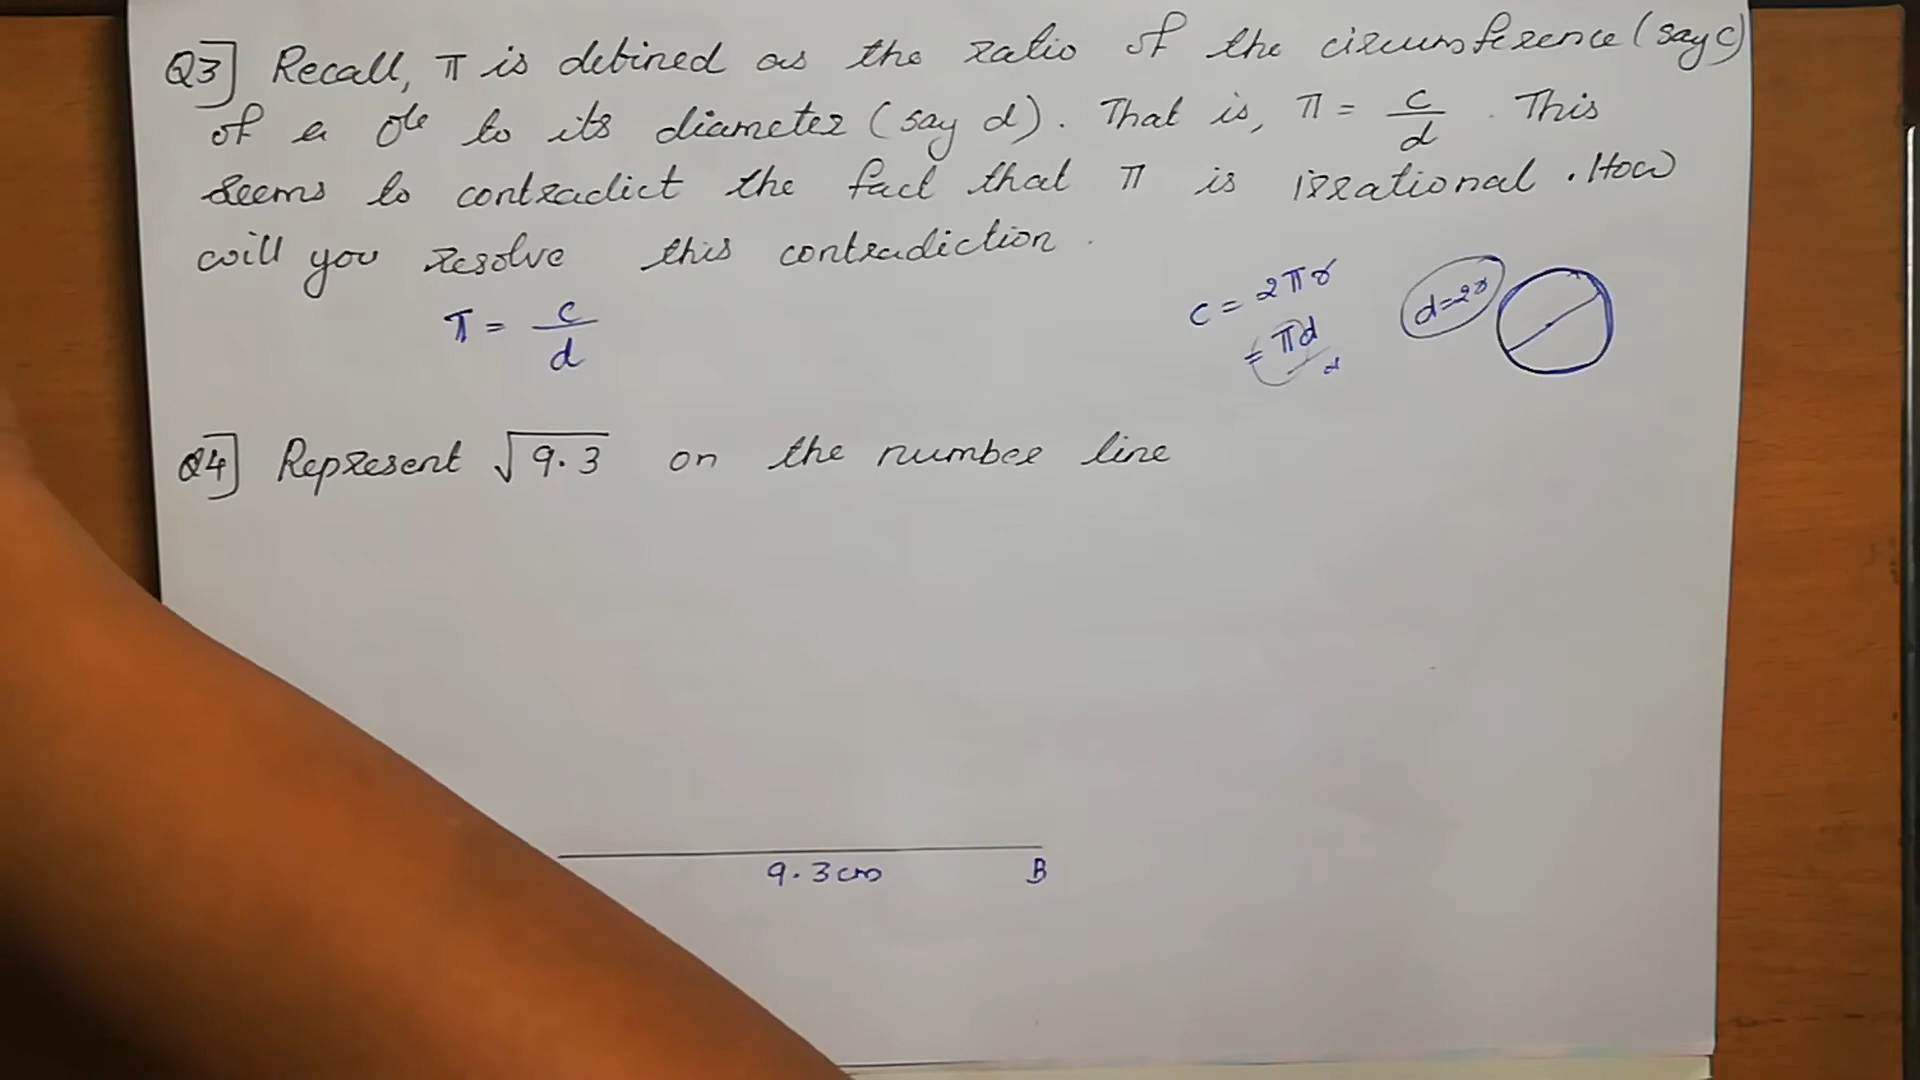 Q3] Recall, π is defined as the ratio of the circumference (say c)
of a Ole to its diameter (say d). That is, π = c/d . This
seems to contradict the fact that π is irrational . How
will you resolve this contradiction .
π = c/d
c = 2πr
= πd
d=2r
Q4] Represent √9.3 on the number line
9.3cm B